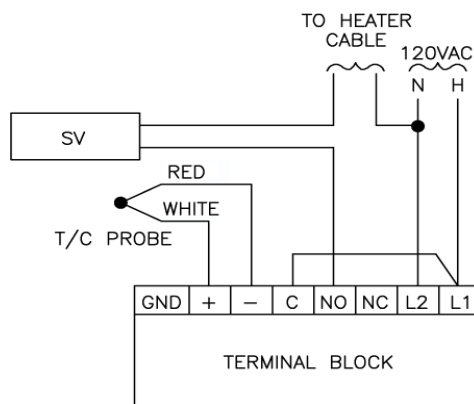 TO HEATER
CABLE
120VAC
N H
SV
RED
WHITE
T/C PROBE
GND + − C NO NC L2 L1
TERMINAL BLOCK